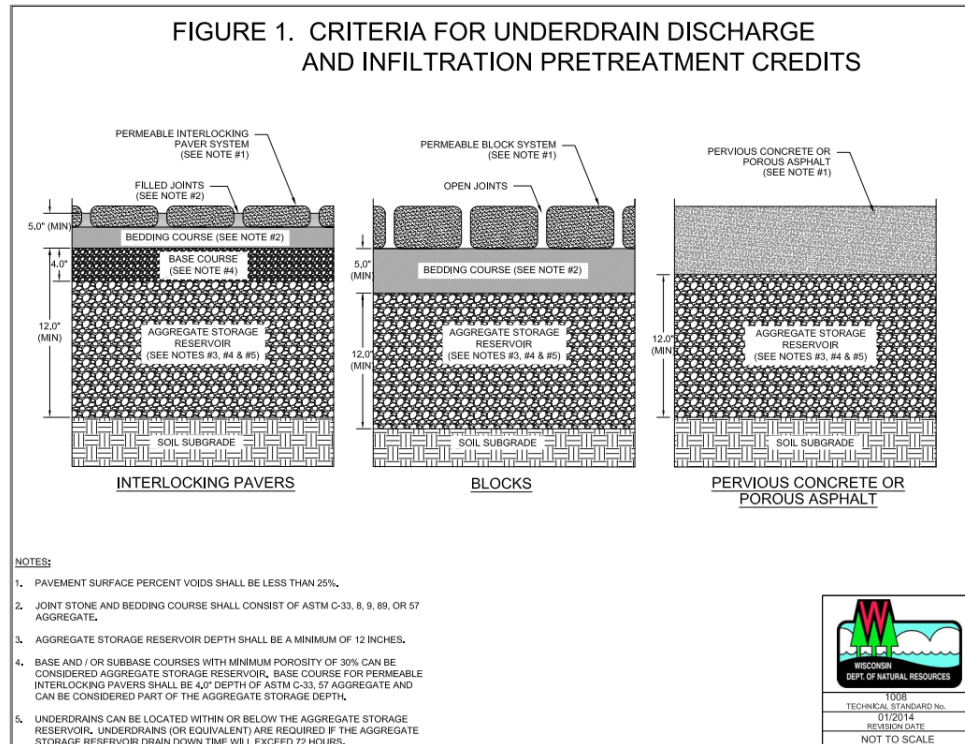 FIGURE 1. CRITERIA FOR UNDERDRAIN DISCHARGE
AND INFILTRATION PRETREATMENT CREDITS
PERMEABLE INTERLOCKING
PAVER SYSTEM
(SEE NOTE #1)
FILLED JOINTS
(SEE NOTE #2)
5.0" (MIN)
BEDDING COURSE (SEE NOTE #2)
4.0"
BASE COURSE
(SEE NOTE #4)
12.0"
(MIN)
AGGREGATE STORAGE
RESERVOIR
(SEE NOTES #3, #4 & #5)
SOIL SUBGRADE
INTERLOCKING PAVERS
PERMEABLE BLOCK SYSTEM
(SEE NOTE #1)
OPEN JOINTS
5.0"
(MIN)
BEDDING COURSE (SEE NOTE #2)
12.0"
(MIN)
AGGREGATE STORAGE
RESERVOIR
(SEE NOTES #3, #4 & #5)
SOIL SUBGRADE
BLOCKS
PERVIOUS CONCRETE OR
POROUS ASPHALT
(SEE NOTE #1)
12.0"
(MIN)
AGGREGATE STORAGE
RESERVOIR
(SEE NOTES #3, #4 & #5)
SOIL SUBGRADE
PERVIOUS CONCRETE OR
POROUS ASPHALT
NOTES:
1. PAVEMENT SURFACE PERCENT VOIDS SHALL BE LESS THAN 25%.
2. JOINT STONE AND BEDDING COURSE SHALL CONSIST OF ASTM C-33, 8, 9, 89, OR 57
AGGREGATE.
3. AGGREGATE STORAGE RESERVOIR DEPTH SHALL BE A MINIMUM OF 12 INCHES.
4. BASE AND / OR SUBBASE COURSES WITH MINIMUM POROSITY OF 30% CAN BE
CONSIDERED AGGREGATE STORAGE RESERVOIR. BASE COURSE FOR PERMEABLE
INTERLOCKING PAVERS SHALL BE 4.0" DEPTH OF ASTM C-33, 57 AGGREGATE AND
CAN BE CONSIDERED PART OF THE AGGREGATE STORAGE DEPTH.
5. UNDERDRAINS CAN BE LOCATED WITHIN OR BELOW THE AGGREGATE STORAGE
RESERVOIR. UNDERDRAINS (OR EQUIVALENT) ARE REQUIRED IF THE AGGREGATE
STORAGE RESERVOIR DRAIN DOWN TIME WILL EXCEED 72 HOURS.
W
WISCONSIN
DEPT. OF NATURAL RESOURCES
1008
TECHNICAL STANDARD No.
01/2014
REVISION DATE
NOT TO SCALE